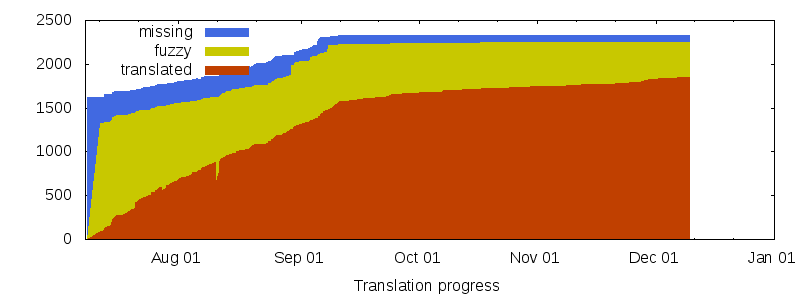 2500
2000
1500
1000
500
0
missing
fuzzy
translated
Aug 01 Sep 01 Oct 01 Nov 01 Dec 01 Jan 01
Translation progress